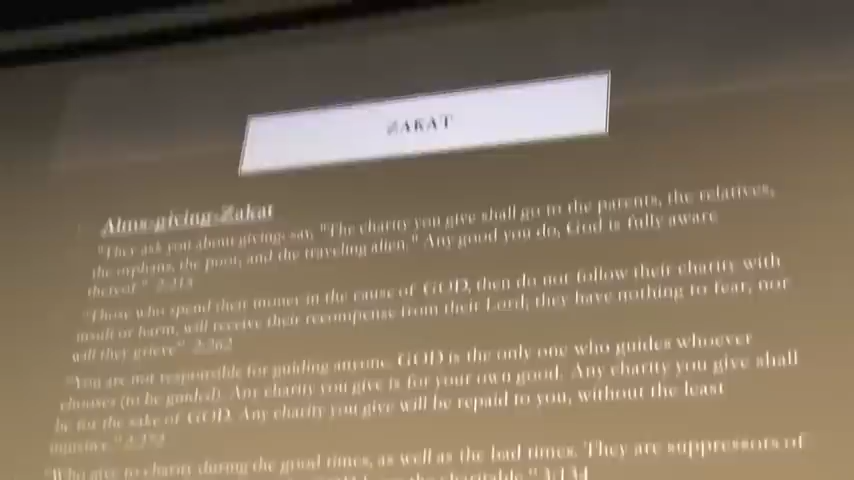 ZAKAT
Alms-giving-Zakat
"They ask you about giving: say, "The charity you give shall go to the parents, the relatives,
the orphans, the poor, and the traveling alien." Any good you do, God is fully aware
thereof." 2:215
"Those who spend their money in the cause of GOD, then do not follow their charity with
insult or harm, will receive their recompense from their Lord; they have nothing to fear, nor
will they grieve" 2:262
"You are not responsible for guiding anyone. GOD is the only one who guides whoever
chooses (to be guided). Any charity you give is for your own good. Any charity you give shall
be for the sake of GOD. Any charity you give will be repaid to you, without the least
injustice." 2:272
"Who give to charity during the good times, as well as the bad times. They are suppressors of
the charitable." 3:134